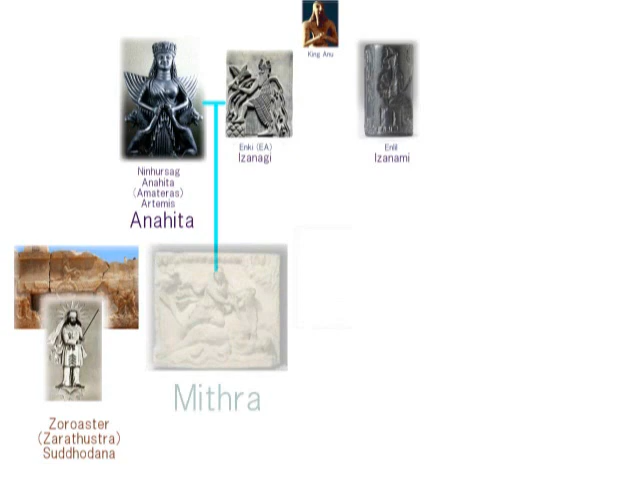 King Anu
Enki (EA)
Izanagi
Enlil
Izanami
Ninhursag
Anahita
(Amateras)
Artemis
Anahita
Mithra
Zoroaster
(Zarathustra)
Suddhodana